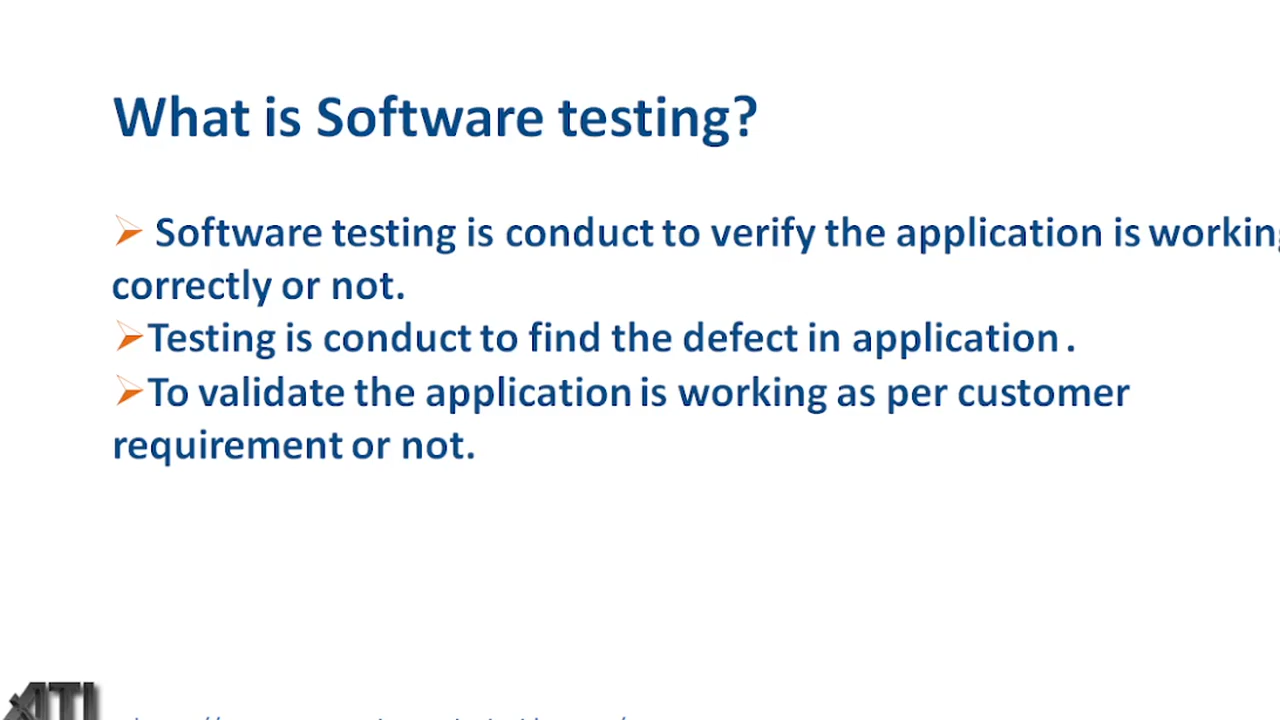 What is Software testing?
Software testing is conduct to verify the application is working
correctly or not.
Testing is conduct to find the defect in application .
To validate the application is working as per customer
requirement or not.
ATI